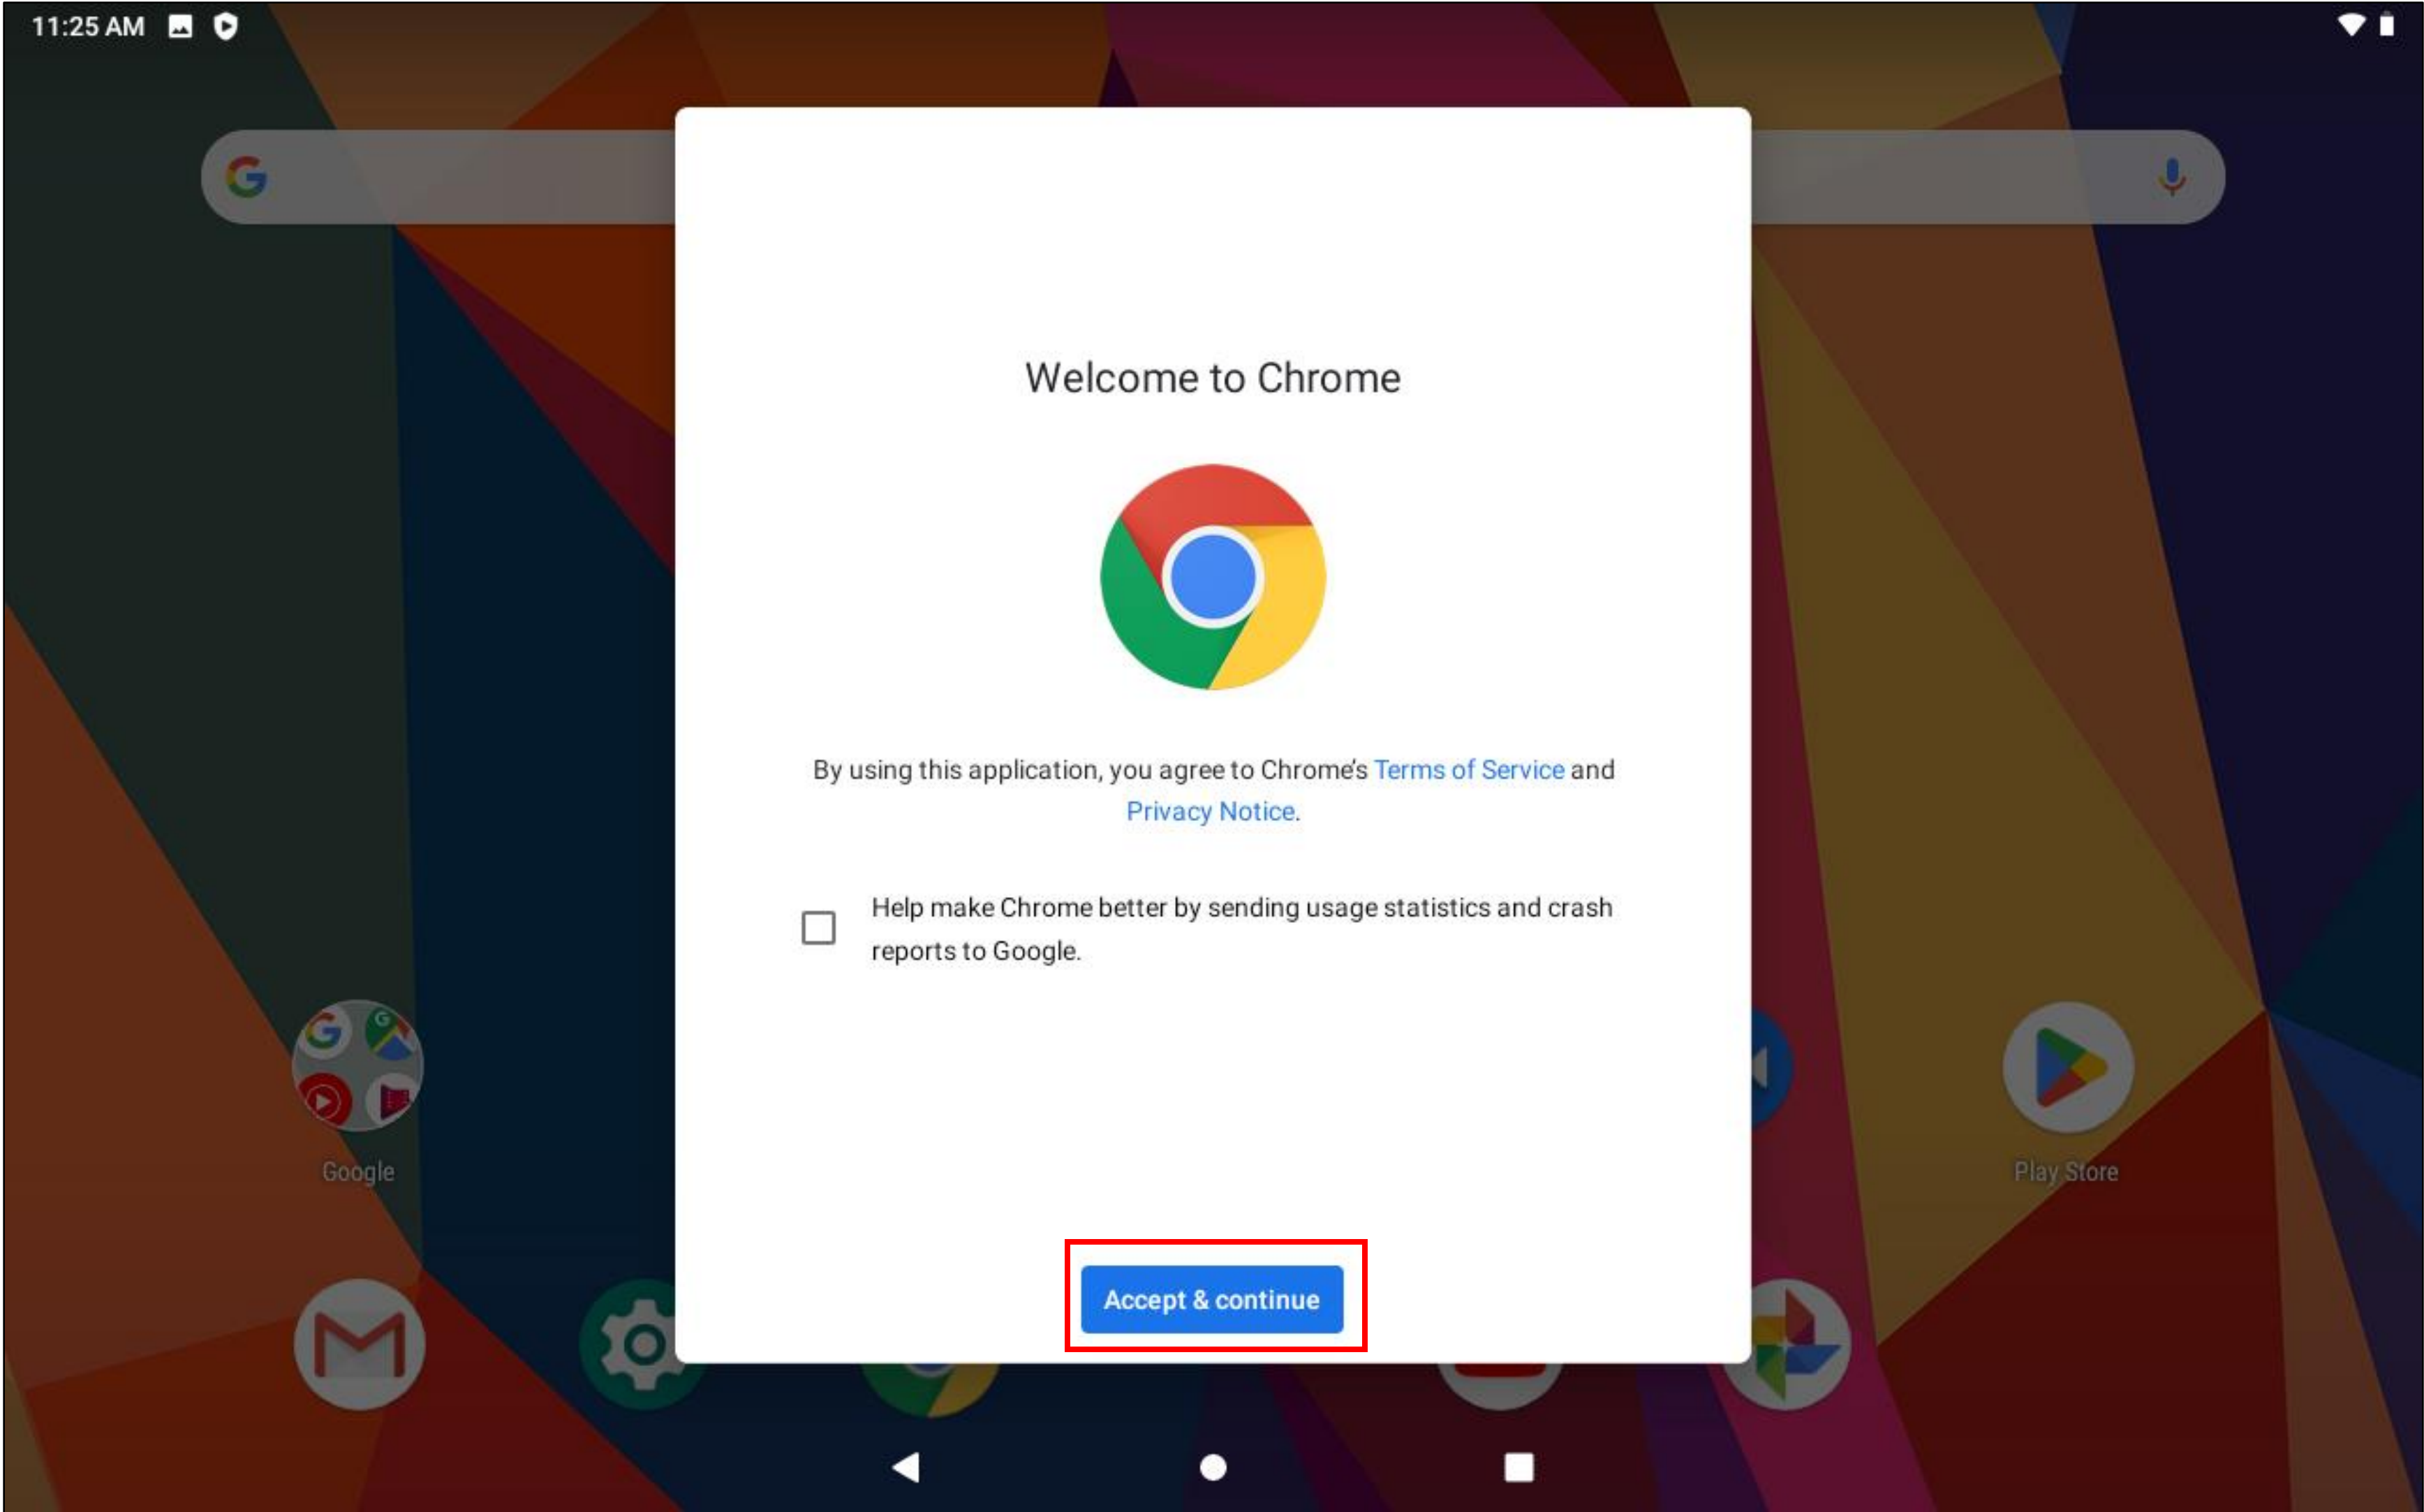 11:25 AM
Welcome to Chrome
By using this application, you agree to Chrome's Terms of Service and
Privacy Notice.
Help make Chrome better by sending usage statistics and crash
reports to Google.
Google
Play Store
Accept & continue